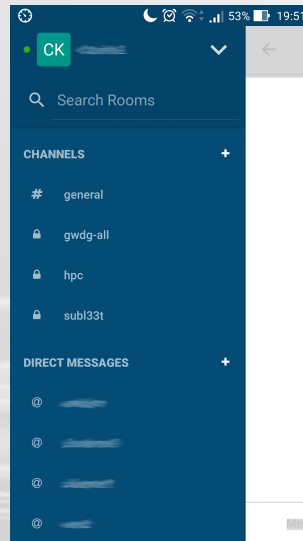 53% 19:51
CK
Search Rooms
CHANNELS +
# general
gwdg-all
hpc
subl33t
DIRECT MESSAGES +
@
@
@
@